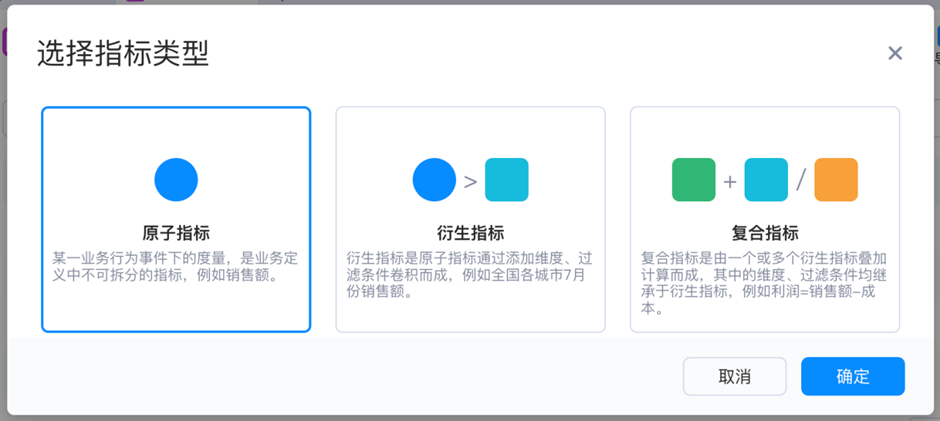 选择指标类型
原子指标
某一业务行为事件下的度量，是业务定
义中不可拆分的指标，例如销售额。
>
衍生指标
衍生指标是原子指标通过添加维度、过
滤条件卷积而成，例如全国各城市7月
份销售额。
+ /
复合指标
复合指标是由一个或多个衍生指标叠加
计算而成，其中的维度、过滤条件均继
承于衍生指标，例如利润=销售额-成
本。
取消
确定